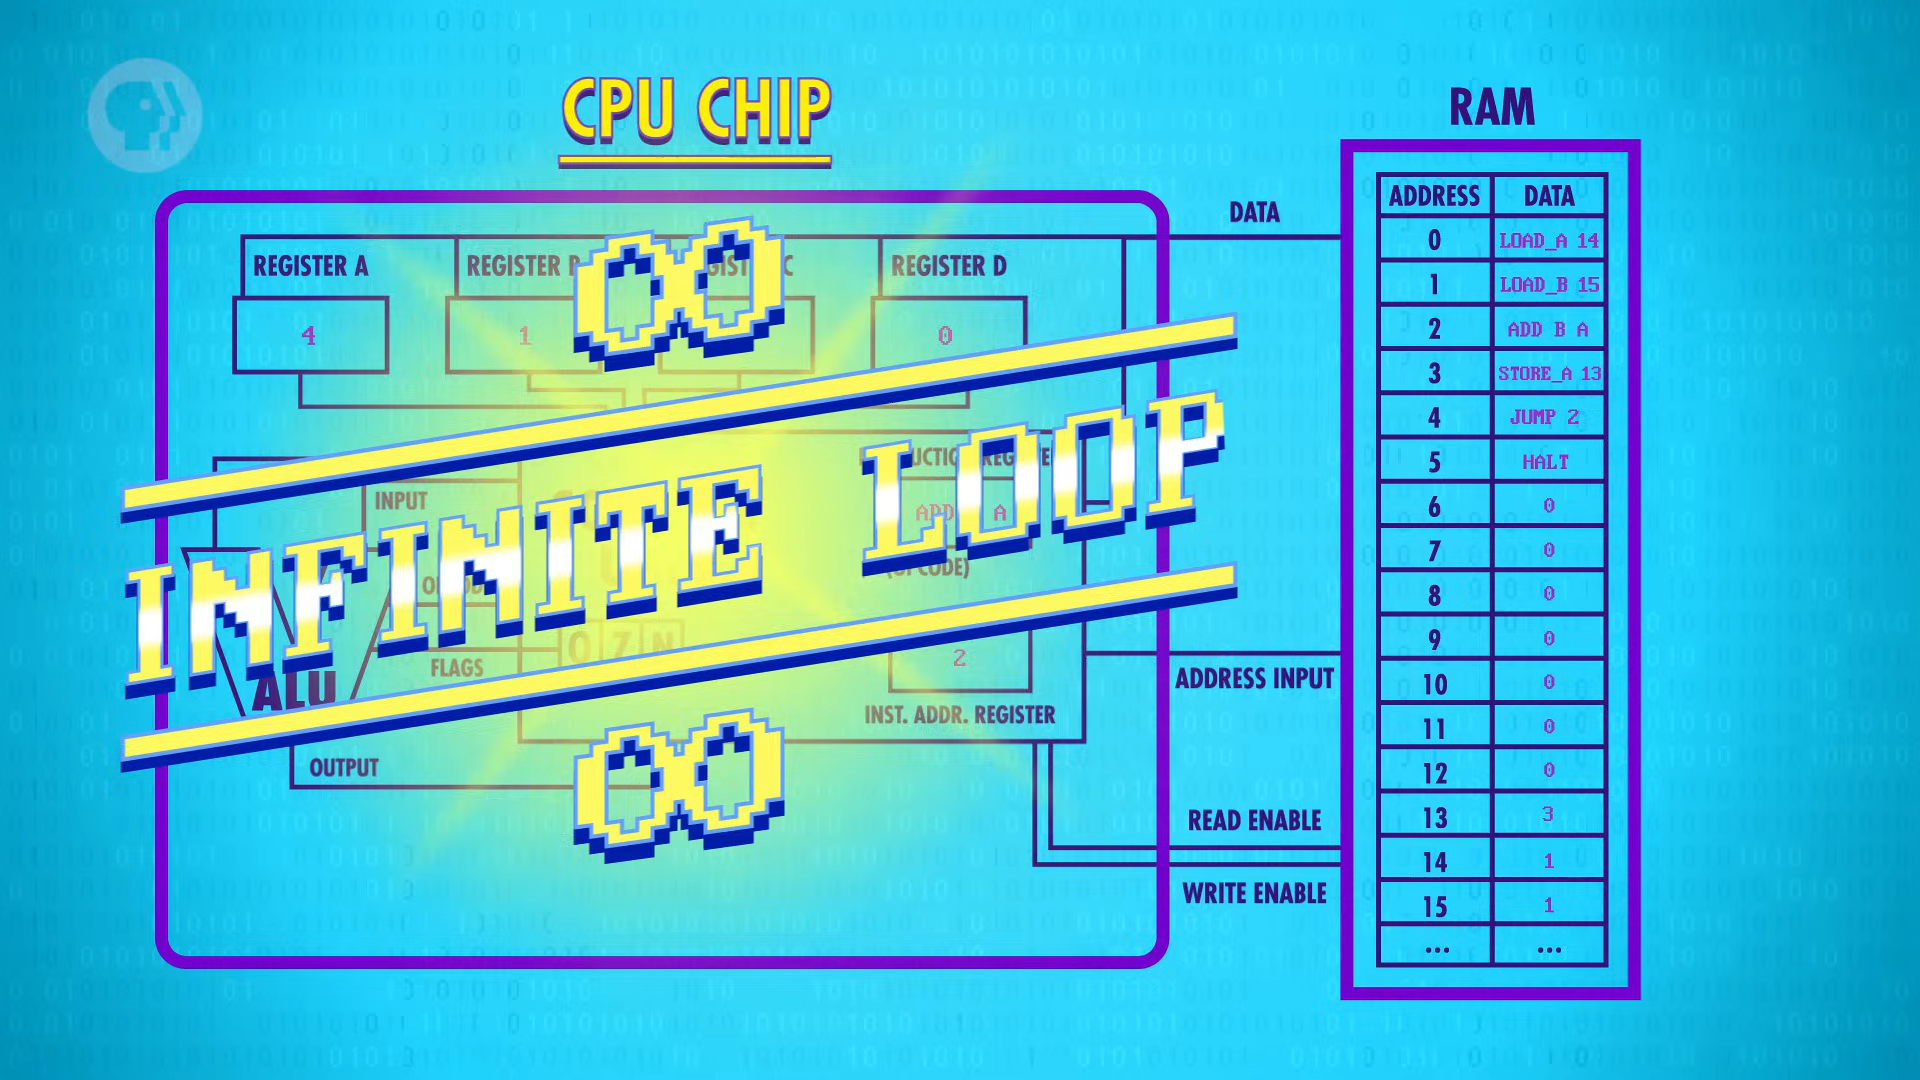 CPU CHIP
RAM
ADDRESS DATA
0 LOAD_A 14
1 LOAD_B 15
2 ADD B A
3 STORE_A 13
4 JUMP 2
5 HALT
6 0
7 0
8 0
9 0
10 0
11 0
12 0
13 3
14 1
15 1
... ...
DATA
REGISTER A
REGISTER
REGISTER D
4
1
0
∞
INFINITE LOOP
∞
INPUT
ADD A
FLAGS
2
ALU
INST. ADDR. REGISTER
OUTPUT
ADDRESS INPUT
READ ENABLE
WRITE ENABLE